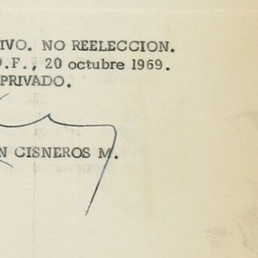 IVO. NO REELECCION.
D.F., 20 octubre 1969.
PRIVADO.
N CISNEROS M.